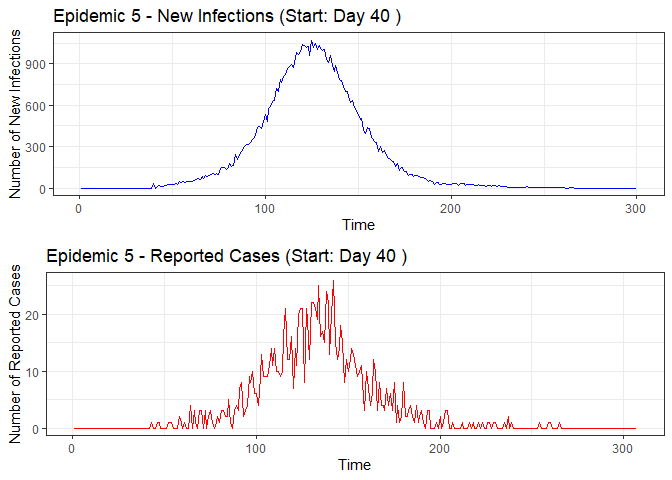 Epidemic 5 - New Infections (Start: Day 40 )
Number of New Infections
900
600
300
0
0 100 200 300
Time
Epidemic 5 - Reported Cases (Start: Day 40 )
Number of Reported Cases
20
10
0
0 100 200 300
Time